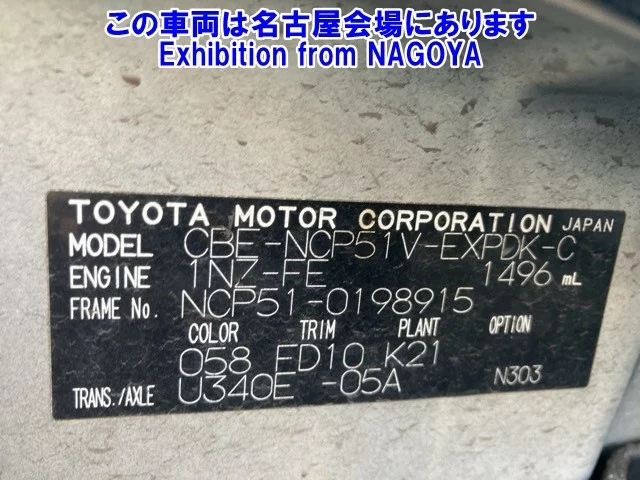 この車両は名古屋会場にあります
Exhibition from NAGOYA
TOYOTA MOTOR CORPORATION JAPAN
MODEL CBE-NCP51V-EXPDK-C
ENGINE 1NZ-FE 1496 mL
FRAME No. NCP51-0198915
COLOR TRIM PLANT OPTION
058 FD10 K21
TRANS./AXLE U340E -05A N303